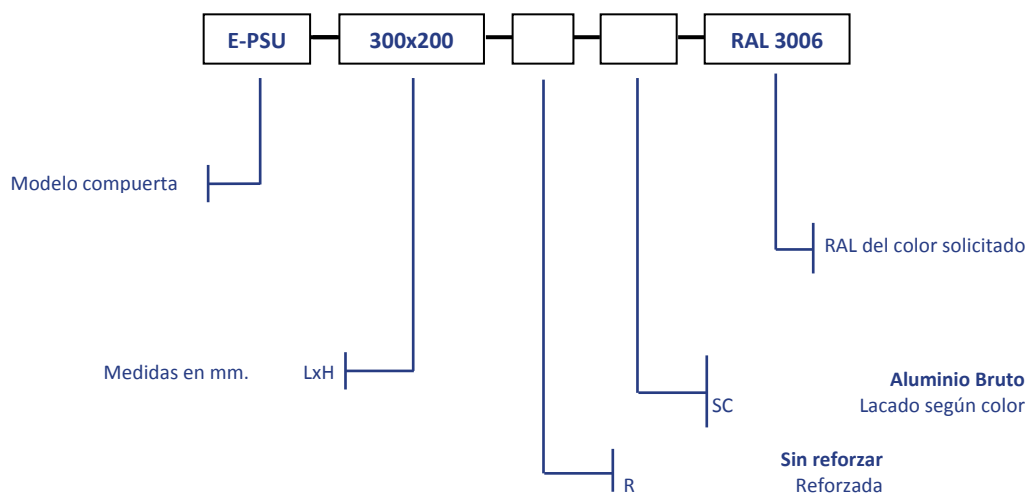 E-PSU 300x200 RAL 3006
Modelo compuerta
RAL del color solicitado
Medidas en mm. LxH
Aluminio Bruto
SC Lacado según color
Sin reforzar
R Reforzada